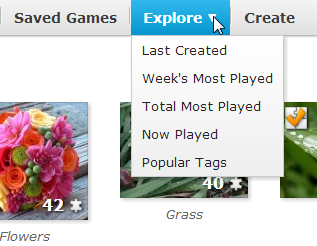 Saved Games Explore Create
Last Created
Week's Most Played
Total Most Played
Now Played
Popular Tags
42 40
Grass
Flowers